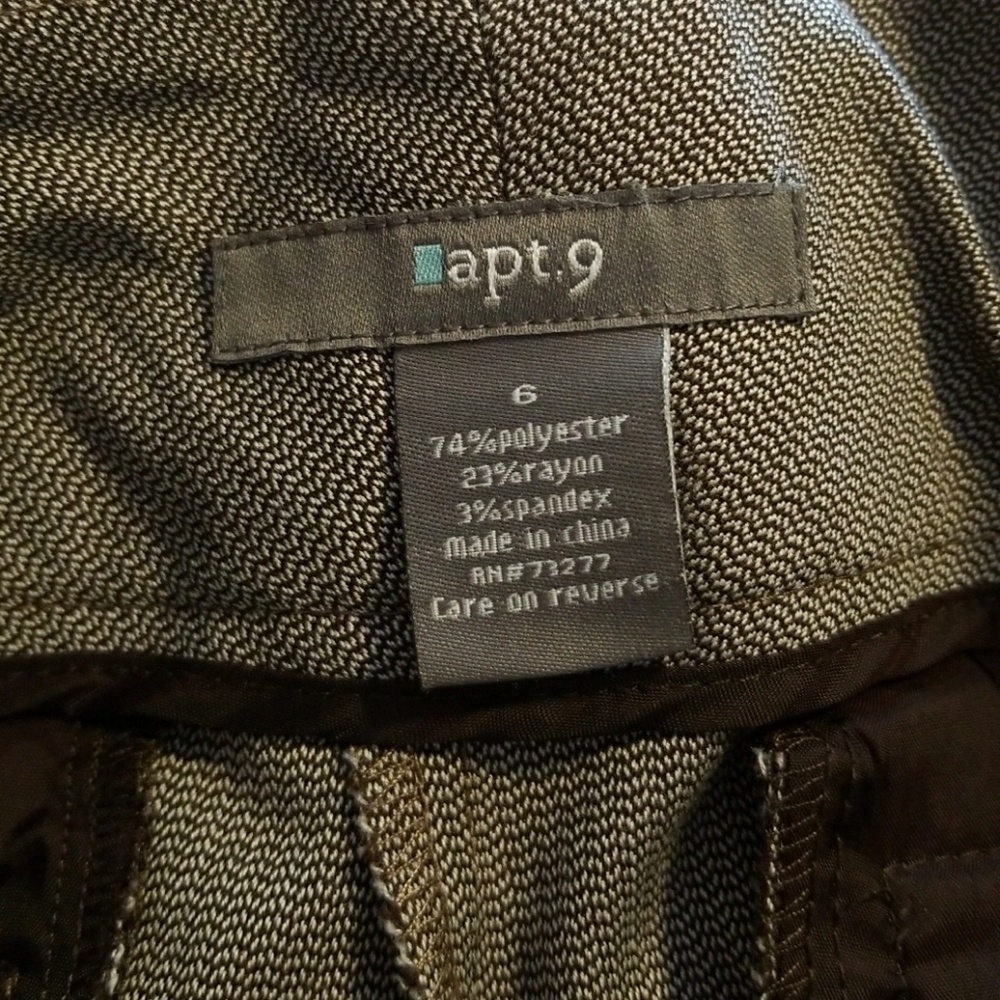 apt.9
6
74%polyester
23%rayon
3%spandex
made in china
RN#73277
Care on reverse